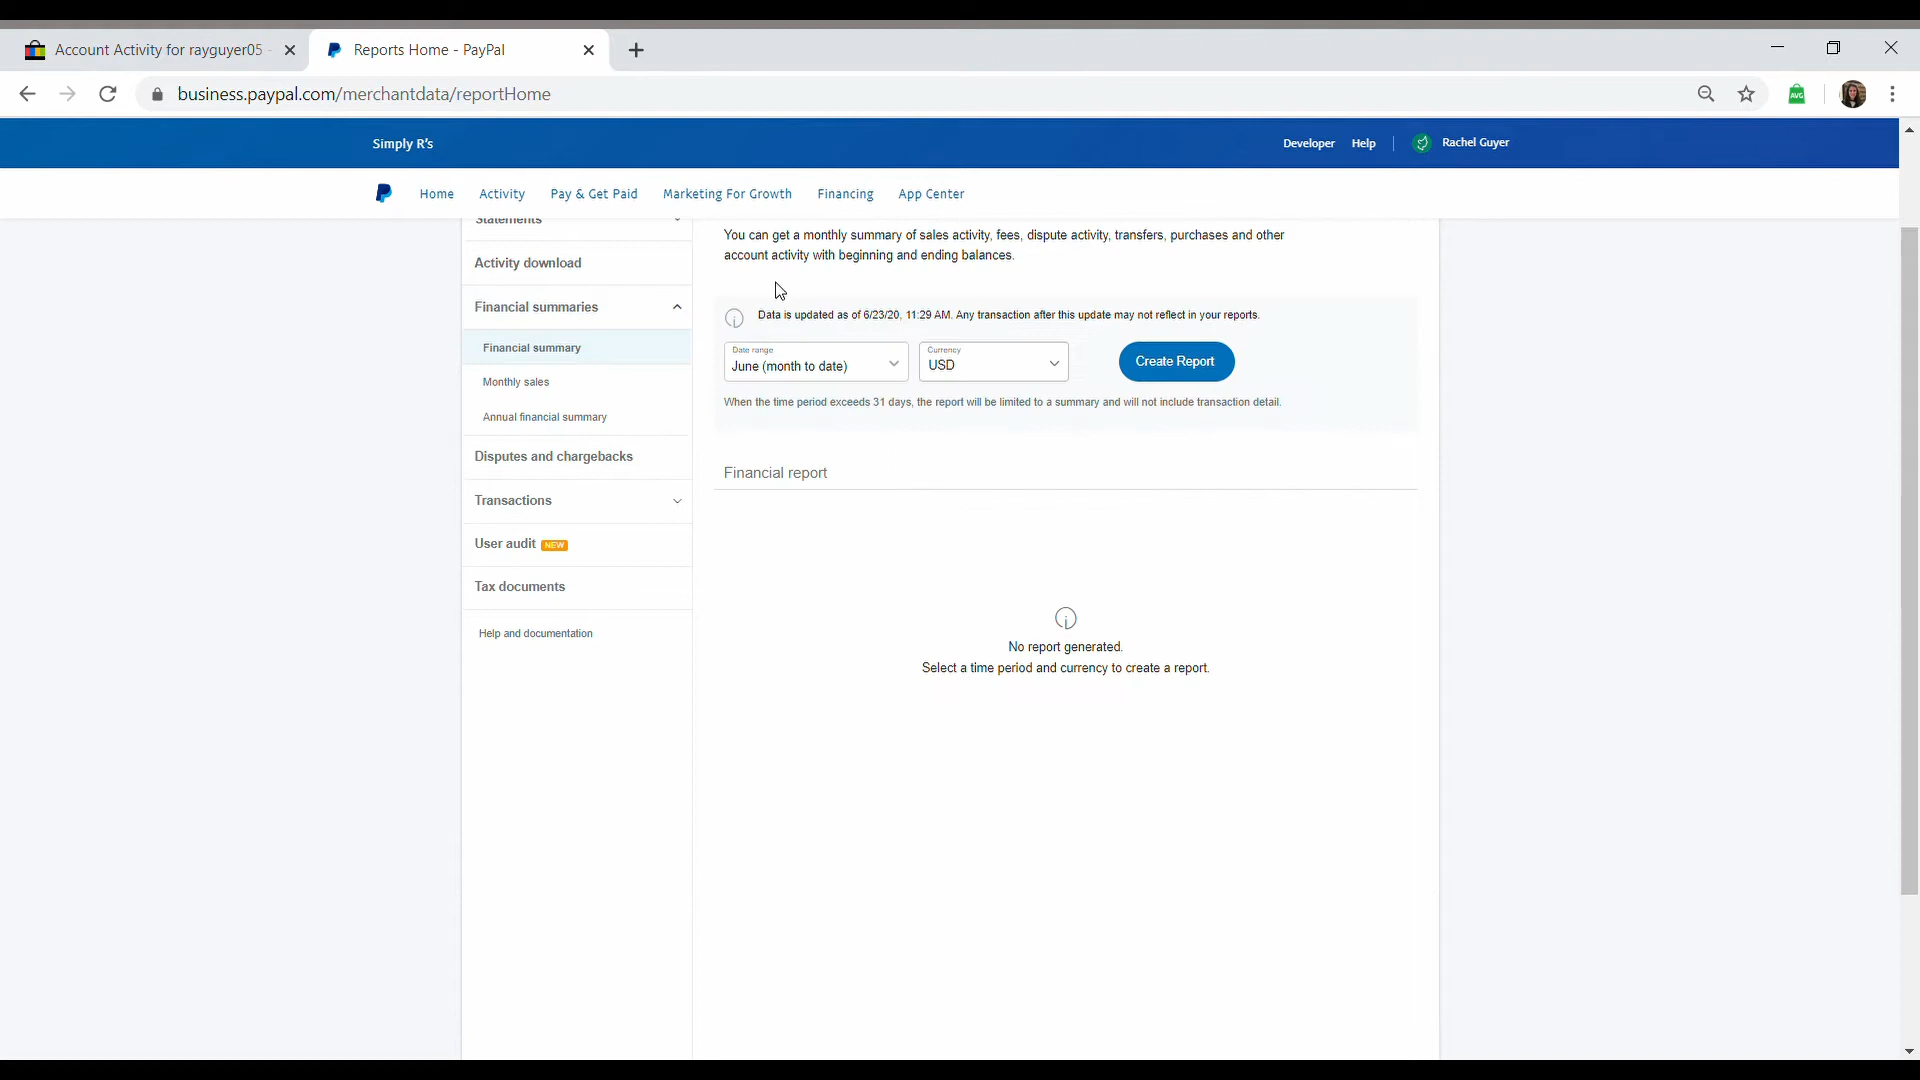 Account Activity for rayguyer05 -
Reports Home - PayPal
business.paypal.com/merchantdata/reportHome
AVG
Simply R's
Developer
Help
Rachel Guyer
Home
Activity
Pay & Get Paid
Marketing For Growth
Financing
App Center
Statements
Activity download
Financial summaries
Financial summary
Monthly sales
Annual financial summary
Disputes and chargebacks
Transactions
User audit NEW
Tax documents
Help and documentation
You can get a monthly summary of sales activity, fees, dispute activity, transfers, purchases and other
account activity with beginning and ending balances.
Data is updated as of 6/23/20, 11:29 AM. Any transaction after this update may not reflect in your reports.
Date range
June (month to date)
Currency
USD
Create Report
When the time period exceeds 31 days, the report will be limited to a summary and will not include transaction detail.
Financial report
No report generated.
Select a time period and currency to create a report.